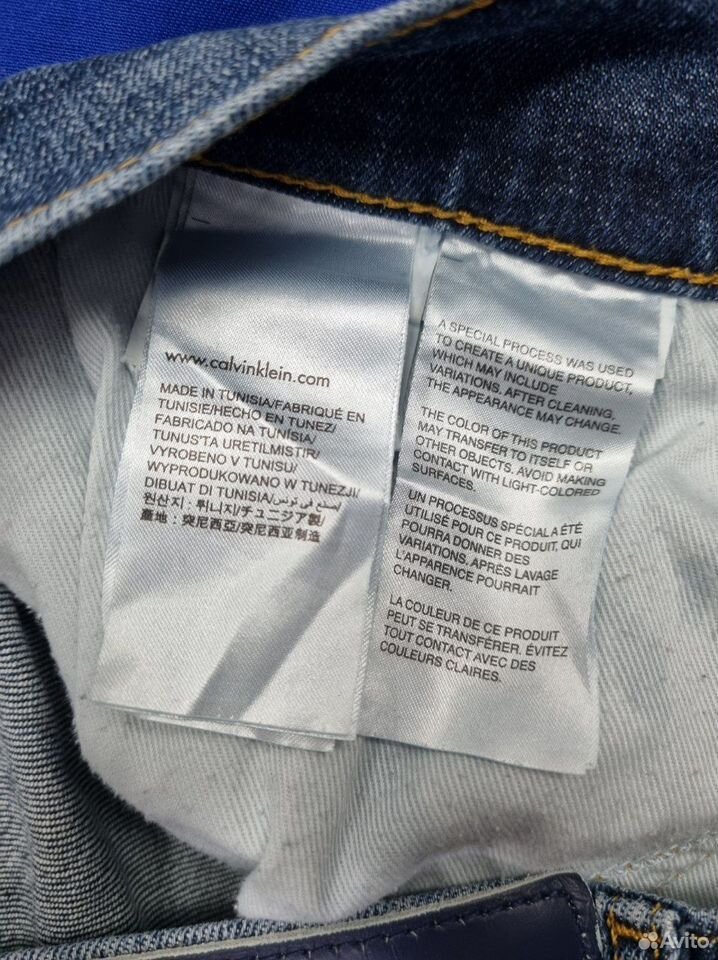 www.calvinklein.com
MADE IN TUNISIA/FABRIQUÉ EN
TUNISIE/HECHO EN TUNEZ/
FABRICADO NA TUNÍSIA/
TUNUS'TA URETILMISTIR/
VYROBENO V TUNISU/
WYPRODUKOWANO W TUNEZJI/
DIBUAT DI TUNISIA/صنع في تونس/
원산지 : 튀니지/チュニジア製/
產地 : 突尼西亞/突尼西亚制造
A SPECIAL PROCESS WAS USED
TO CREATE A UNIQUE PRODUCT,
WHICH MAY INCLUDE
VARIATIONS. AFTER CLEANING,
THE APPEARANCE MAY CHANGE.
THE COLOR OF THIS PRODUCT
MAY TRANSFER TO ITSELF OR
OTHER OBJECTS. AVOID MAKING
CONTACT WITH LIGHT-COLORED
SURFACES.
UN PROCESSUS SPÉCIAL A ÉTÉ
UTILISÉ POUR CE PRODUIT, QUI
POURRA DONNER DES
VARIATIONS. APRÈS LAVAGE
L'APPARENCE POURRAIT
CHANGER.
LA COULEUR DE CE PRODUIT
PEUT SE TRANSFÉRER. ÉVITEZ
TOUT CONTACT AVEC DES
COULEURS CLAIRES.
Avito